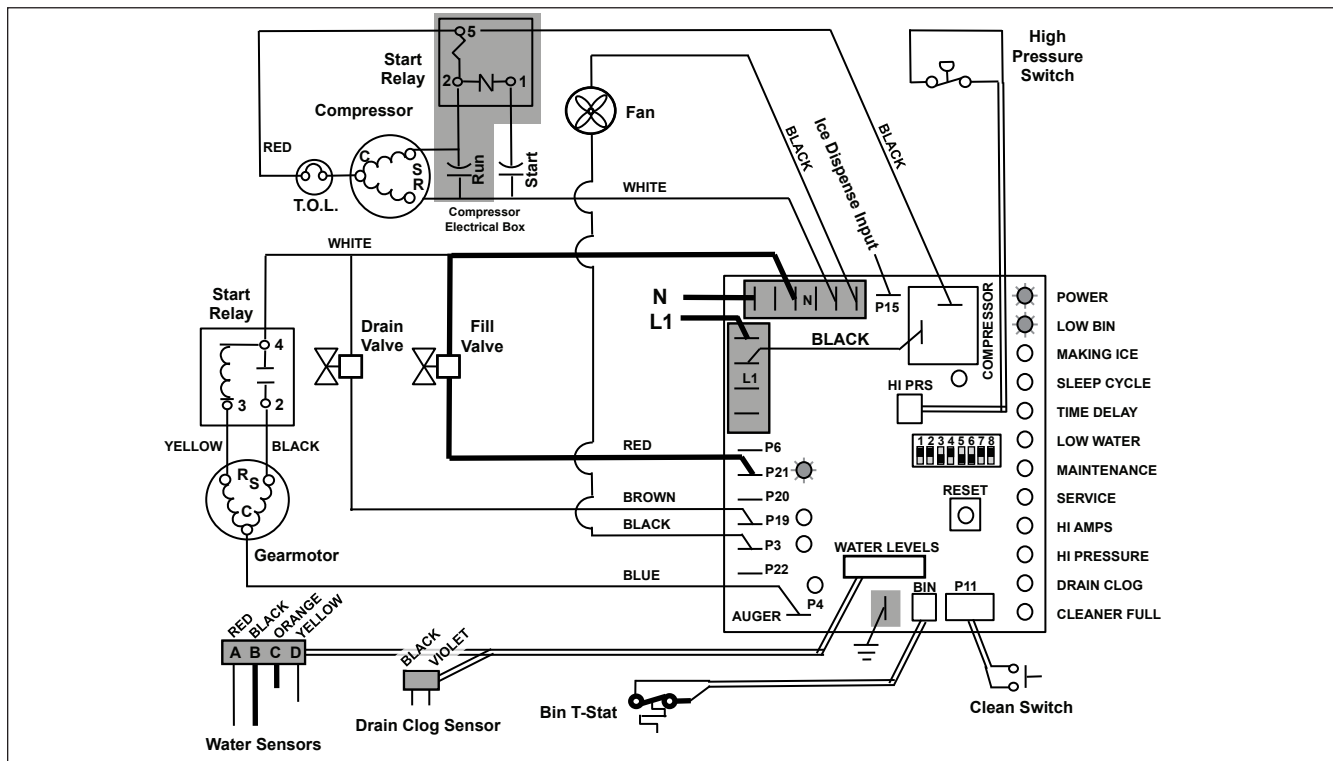 5
Start
Relay
2
N
1
High
Pressure
Switch
Compressor
Fan
RED
C
S
R
Run
Start
T.O.L.
Compressor
Electrical Box
WHITE
BLACK
Ice Dispense Input
BLACK
WHITE
N
L1
N
P15
COMPRESSOR
BLACK
L1
HI PRS
POWER
LOW BIN
MAKING ICE
SLEEP CYCLE
TIME DELAY
LOW WATER
MAINTENANCE
SERVICE
HI AMPS
HI PRESSURE
DRAIN CLOG
CLEANER FULL
Start
Relay
4
3
2
Drain
Valve
Fill
Valve
YELLOW
BLACK
R
S
C
Gearmotor
RED
BROWN
BLACK
BLUE
P6
P21
P20
P19
P3
P22
P4
AUGER
1 2 3 4 5 6 7 8
RESET
WATER LEVELS
BIN
P11
RED
BLACK
ORANGE
YELLOW
A B C D
Water Sensors
BLACK
VIOLET
Drain Clog Sensor
Bin T-Stat
Clean Switch